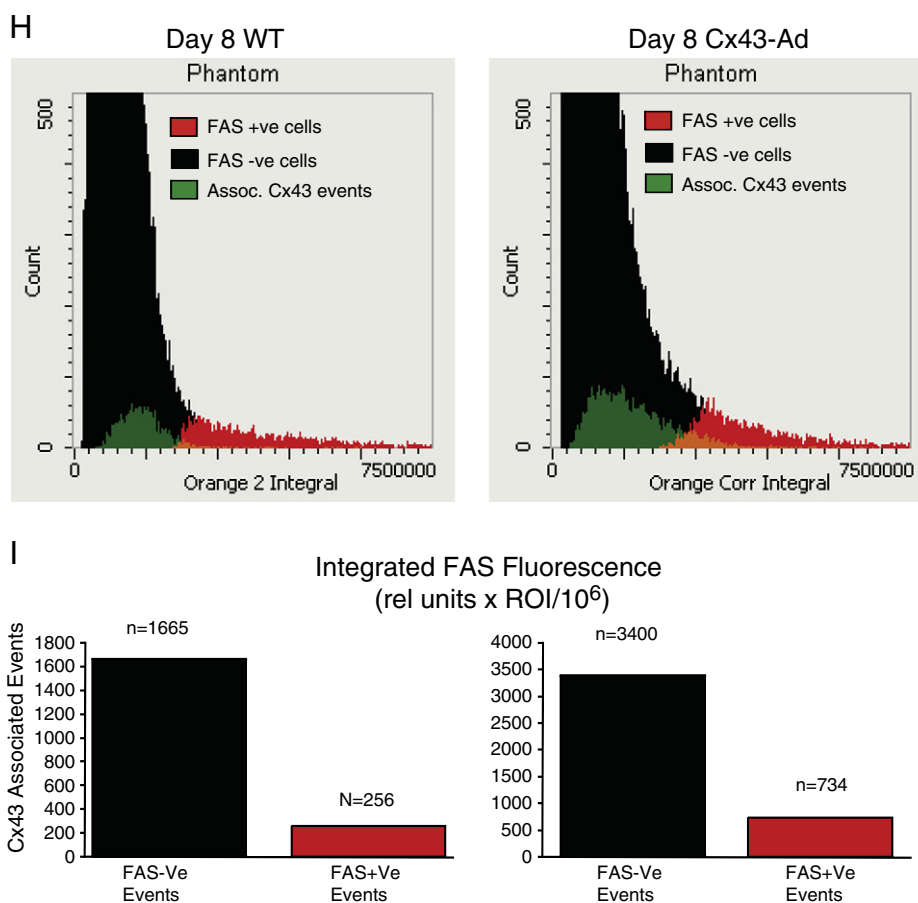 H
Day 8 WT
Phantom
500
FAS +ve cells
FAS -ve cells
Assoc. Cx43 events
Count
0
0
7500000
Orange 2 Integral
Day 8 Cx43-Ad
Phantom
500
FAS +ve cells
FAS -ve cells
Assoc. Cx43 events
Count
0
0
7500000
Orange Corr Integral
I
Integrated FAS Fluorescence
(rel units x ROI/10⁶)
Cx43 Associated Events
1800
1600
1400
1200
1000
800
600
400
200
0
n=1665
N=256
FAS-Ve
Events
FAS+Ve
Events
4000
3500
3000
2500
2000
1500
1000
500
0
n=3400
n=734
FAS-Ve
Events
FAS+Ve
Events